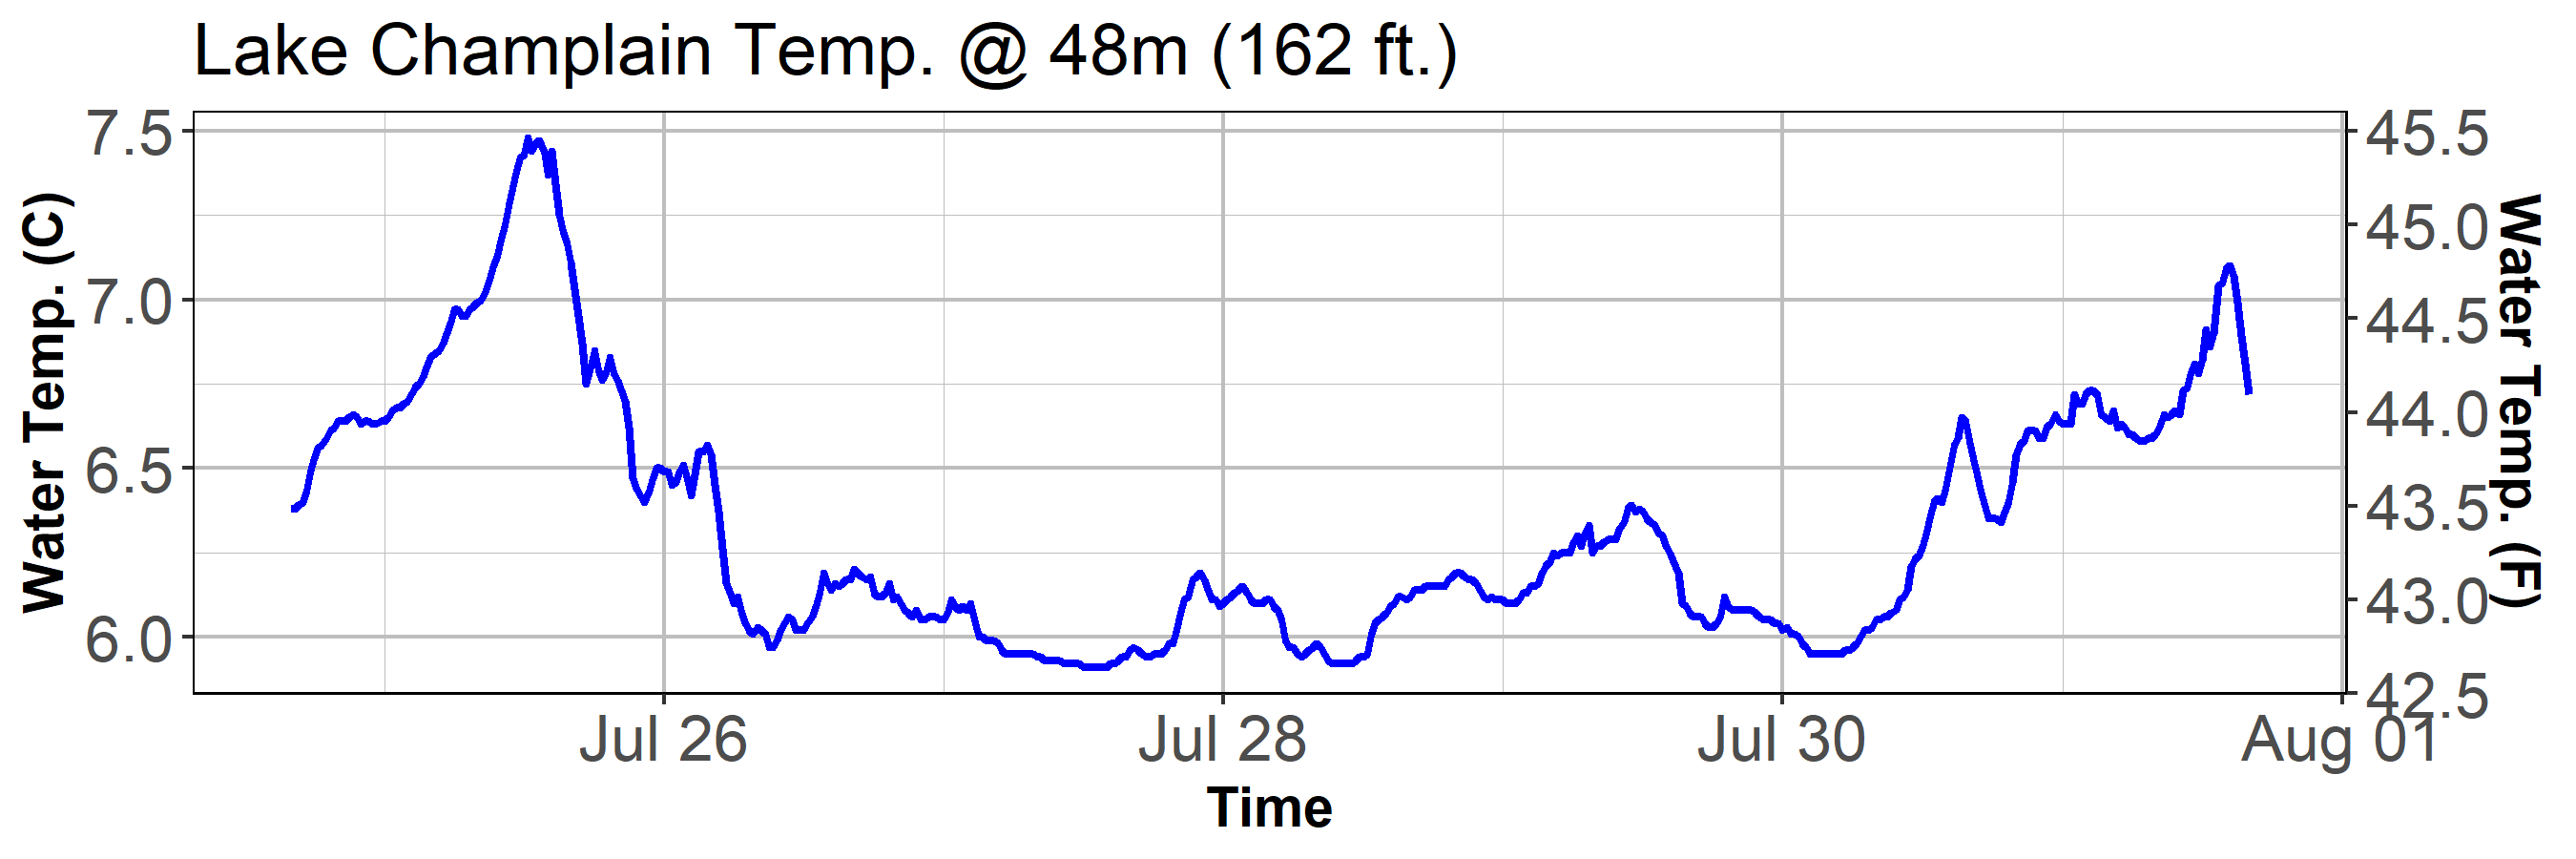 Lake Champlain Temp. @ 48m (162 ft.)
Water Temp. (C)
7.5
7.0
6.5
6.0
45.5
45.0
44.5
44.0
43.5
43.0
42.5
Water Temp. (F)
Jul 26
Jul 28
Jul 30
Aug 01
Time